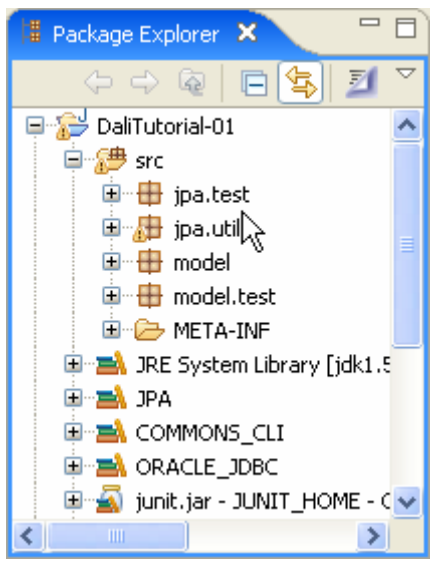 Package Explorer
DaliTutorial-01
src
jpa.test
jpa.util
model
model.test
META-INF
JRE System Library [jdk1.5
JPA
COMMONS_CLI
ORACLE_JDBC
junit.jar - JUNIT_HOME - C